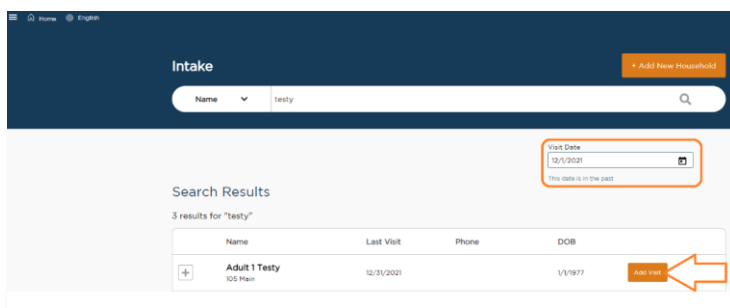 Home English
Intake
+ Add New Household
Name testy
Visit Date
12/1/2021
This date is in the past
Search Results
3 results for "testy"
Name Last Visit Phone DOB
Adult 1 Testy 12/31/2021 1/1/1977 Add Visit
105 Main